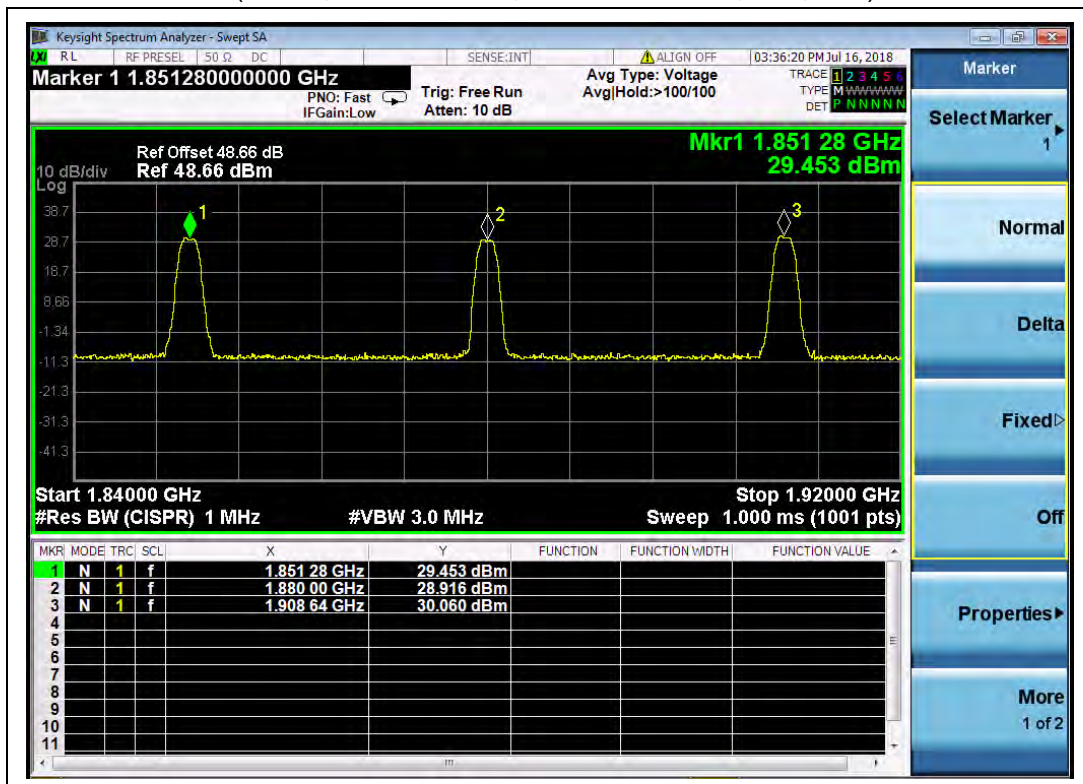 Keysight Spectrum Analyzer - Swept SA
LXI RL RF PRESEL 50 Ω DC SENSE:INT ALIGN OFF 03:36:20 PM Jul 16, 2018
Marker 1 1.851280000000 GHz
PNO: Fast
IFGain:Low
Trig: Free Run
Atten: 10 dB
Avg Type: Voltage
Avg|Hold:>100/100
TRACE 1 2 3 4 5 6
TYPE M WWWWW
DET P N N N N N
Mkr1 1.851 28 GHz
29.453 dBm
Ref Offset 48.66 dB
10 dB/div Ref 48.66 dBm
Log
38.7
28.7
18.7
8.66
-1.34
-11.3
-21.3
-31.3
-41.3
1
2
3
Start 1.84000 GHz Stop 1.92000 GHz
#Res BW (CISPR) 1 MHz #VBW 3.0 MHz Sweep 1.000 ms (1001 pts)
MKR MODE TRC SCL X Y FUNCTION FUNCTION WIDTH FUNCTION VALUE
1 N 1 f 1.851 28 GHz 29.453 dBm
2 N 1 f 1.880 00 GHz 28.916 dBm
3 N 1 f 1.908 64 GHz 30.060 dBm
4
5
6
7
8
9
10
11
Marker
Select Marker
1
Normal
Delta
Fixed
Off
Properties
More
1 of 2